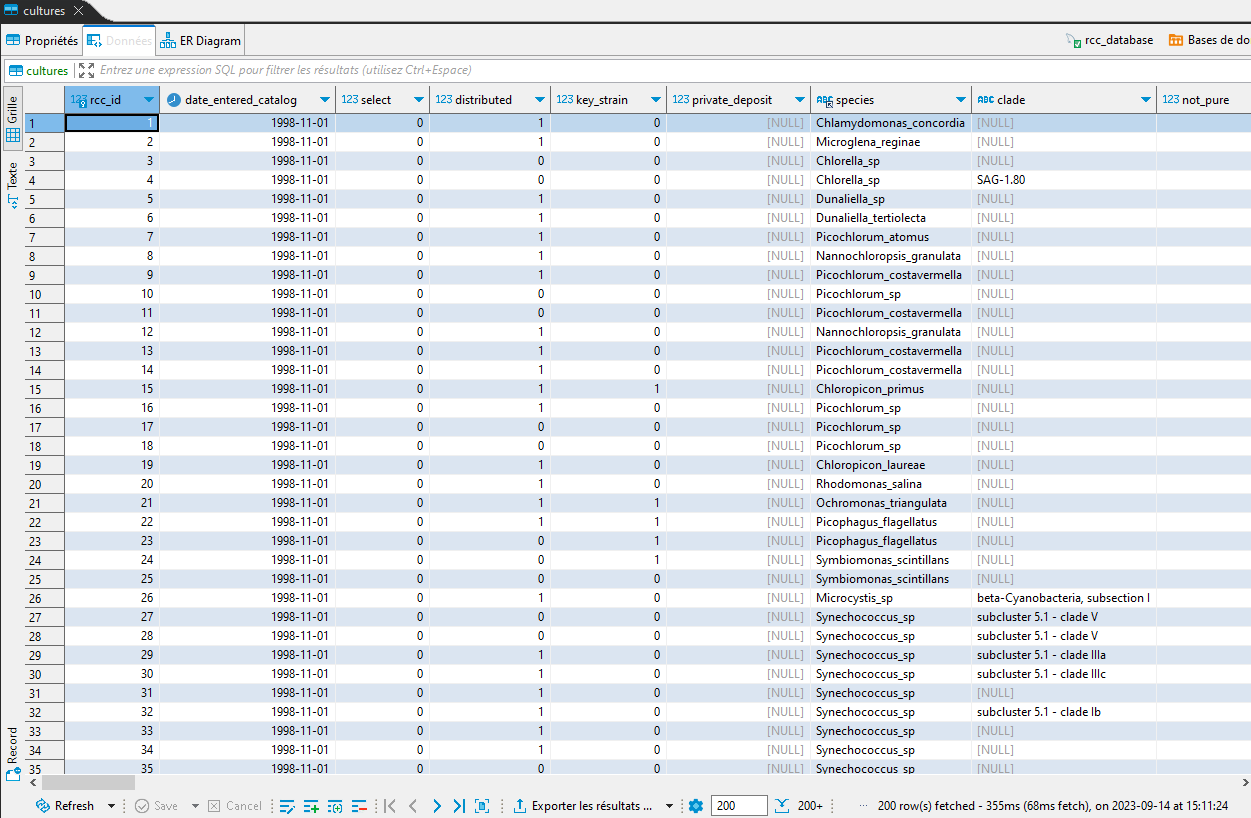 cultures
Propriétés Données ER Diagram rcc_database Bases de do
cultures Entrez une expression SQL pour filtrer les résultats (utilisez Ctrl+Espace)
Grille
Texte
Record
123 rcc_id date_entered_catalog 123 select 123 distributed 123 key_strain 123 private_deposit ABC species ABC clade 123 not_pure
1 1 1998-11-01 0 1 0 [NULL] Chlamydomonas_concordia [NULL]
2 2 1998-11-01 0 1 0 [NULL] Microglena_reginae [NULL]
3 3 1998-11-01 0 0 0 [NULL] Chlorella_sp [NULL]
4 4 1998-11-01 0 0 0 [NULL] Chlorella_sp SAG-1.80
5 5 1998-11-01 0 1 0 [NULL] Dunaliella_sp [NULL]
6 6 1998-11-01 0 1 0 [NULL] Dunaliella_tertiolecta [NULL]
7 7 1998-11-01 0 1 0 [NULL] Picochlorum_atomus [NULL]
8 8 1998-11-01 0 1 0 [NULL] Nannochloropsis_granulata [NULL]
9 9 1998-11-01 0 1 0 [NULL] Picochlorum_costavermella [NULL]
10 10 1998-11-01 0 0 0 [NULL] Picochlorum_sp [NULL]
11 11 1998-11-01 0 0 0 [NULL] Picochlorum_costavermella [NULL]
12 12 1998-11-01 0 1 0 [NULL] Nannochloropsis_granulata [NULL]
13 13 1998-11-01 0 1 0 [NULL] Picochlorum_costavermella [NULL]
14 14 1998-11-01 0 1 0 [NULL] Picochlorum_costavermella [NULL]
15 15 1998-11-01 0 1 1 [NULL] Chloropicon_primus [NULL]
16 16 1998-11-01 0 1 0 [NULL] Picochlorum_sp [NULL]
17 17 1998-11-01 0 0 0 [NULL] Picochlorum_sp [NULL]
18 18 1998-11-01 0 0 0 [NULL] Picochlorum_sp [NULL]
19 19 1998-11-01 0 1 0 [NULL] Chloropicon_laureae [NULL]
20 20 1998-11-01 0 1 0 [NULL] Rhodomonas_salina [NULL]
21 21 1998-11-01 0 1 1 [NULL] Ochromonas_triangulata [NULL]
22 22 1998-11-01 0 1 1 [NULL] Picophagus_flagellatus [NULL]
23 23 1998-11-01 0 0 1 [NULL] Picophagus_flagellatus [NULL]
24 24 1998-11-01 0 0 1 [NULL] Symbiomonas_scintillans [NULL]
25 25 1998-11-01 0 0 0 [NULL] Symbiomonas_scintillans [NULL]
26 26 1998-11-01 0 1 0 [NULL] Microcystis_sp beta-Cyanobacteria, subsection I
27 27 1998-11-01 0 0 0 [NULL] Synechococcus_sp subcluster 5.1 - clade V
28 28 1998-11-01 0 0 0 [NULL] Synechococcus_sp subcluster 5.1 - clade V
29 29 1998-11-01 0 1 0 [NULL] Synechococcus_sp subcluster 5.1 - clade IIIa
30 30 1998-11-01 0 1 0 [NULL] Synechococcus_sp subcluster 5.1 - clade IIIc
31 31 1998-11-01 0 1 0 [NULL] Synechococcus_sp [NULL]
32 32 1998-11-01 0 1 0 [NULL] Synechococcus_sp subcluster 5.1 - clade Ib
33 33 1998-11-01 0 1 0 [NULL] Synechococcus_sp [NULL]
34 34 1998-11-01 0 1 0 [NULL] Synechococcus_sp [NULL]
35 35 1998-11-01 0 0 0 [NULL] Synechococcus_sp [NULL]
Refresh Save Cancel Exporter les résultats ... 200 200+ ... 200 row(s) fetched - 355ms (68ms fetch), on 2023-09-14 at 15:11:24